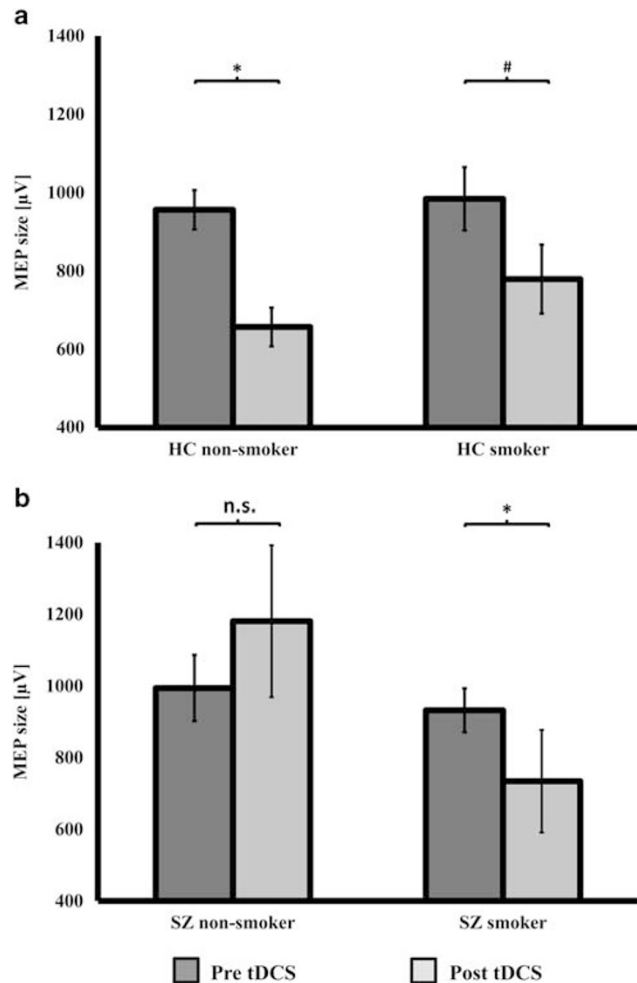 a
1400
1200
1000
800
600
400
MEP size [µV]
*
#
HC non-smoker
HC smoker
b
1400
1200
1000
800
600
400
MEP size [µV]
n.s.
*
SZ non-smoker
SZ smoker
Pre tDCS
Post tDCS